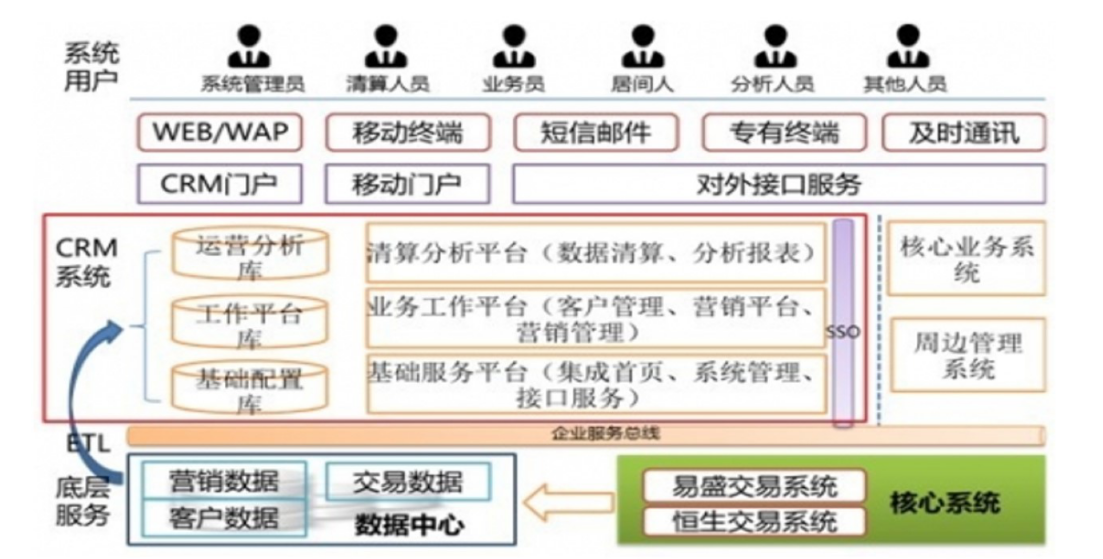 系统
用户
系统管理员
清算人员
业务员
居间人
分析人员
其他人员
WEB/WAP
移动终端
短信邮件
专有终端
及时通讯
CRM门户
移动门户
对外接口服务
CRM
系统
运营分析
库
清算分析平台（数据清算、分析报表）
工作平台
库
业务工作平台（客户管理、营销平台、
营销管理）
基础配置
库
基础服务平台（集成首页、系统管理、
接口服务）
SSO
核心业务系
统
周边管理
系统
ETL
企业服务总线
底层
服务
营销数据
交易数据
客户数据
数据中心
易盛交易系统
恒生交易系统
核心系统